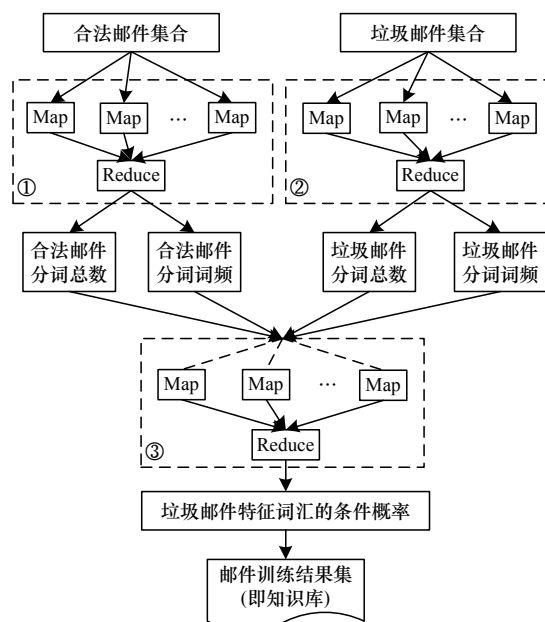 合法邮件集合
垃圾邮件集合
Map
Map
…
Map
Reduce
①
Map
Map
…
Map
Reduce
②
合法邮件
分词总数
合法邮件
分词词频
垃圾邮件
分词总数
垃圾邮件
分词词频
Map
Map
…
Map
Reduce
③
垃圾邮件特征词汇的条件概率
邮件训练结果集
(即知识库)